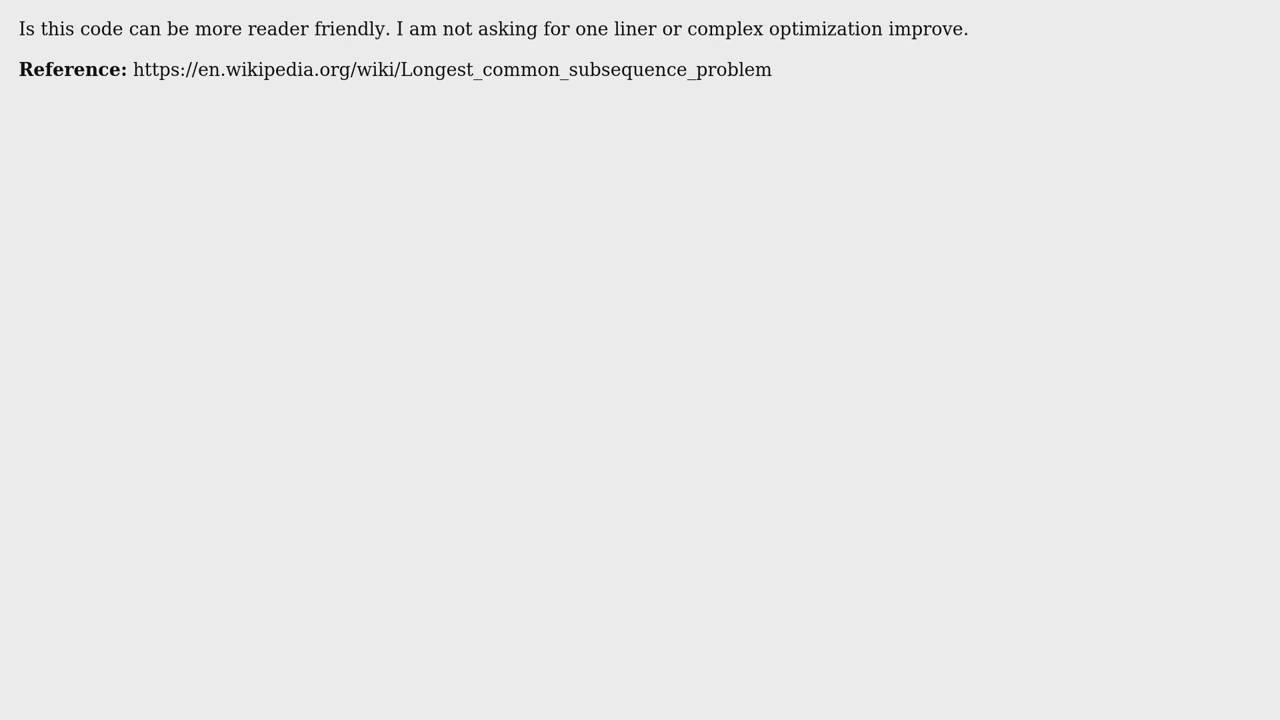 Is this code can be more reader friendly. I am not asking for one liner or complex optimization improve.
Reference: https://en.wikipedia.org/wiki/Longest_common_subsequence_problem